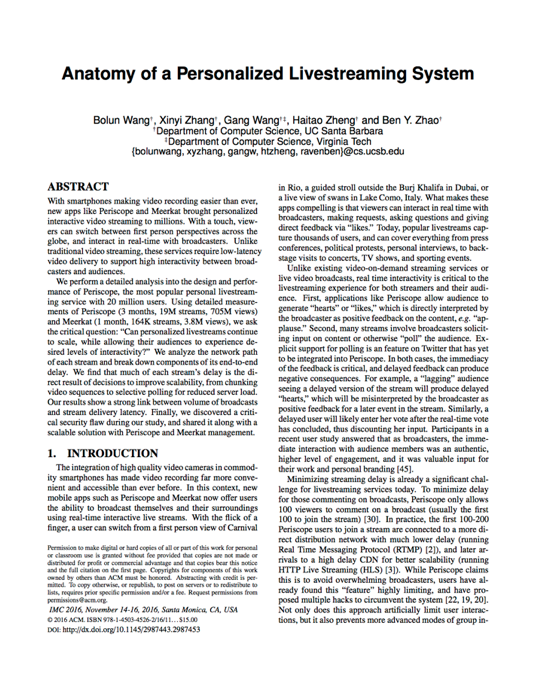 Anatomy of a Personalized Livestreaming System
Bolun Wang†, Xinyi Zhang†, Gang Wang†‡, Haitao Zheng† and Ben Y. Zhao†
†Department of Computer Science, UC Santa Barbara
‡Department of Computer Science, Virginia Tech
{bolunwang, xyzhang, gangw, htzheng, ravenben}@cs.ucsb.edu
ABSTRACT
With smartphones making video recording easier than ever,
new apps like Periscope and Meerkat brought personalized
interactive video streaming to millions. With a touch, view-
ers can switch between first person perspectives across the
globe, and interact in real-time with broadcasters. Unlike
traditional video streaming, these services require low-latency
video delivery to support high interactivity between broad-
casters and audiences.
We perform a detailed analysis into the design and perfor-
mance of Periscope, the most popular personal livestream-
ing service with 20 million users. Using detailed measure-
ments of Periscope (3 months, 19M streams, 705M views)
and Meerkat (1 month, 164K streams, 3.8M views), we ask
the critical question: "Can personalized livestreams continue
to scale, while allowing their audiences to experience de-
sired levels of interactivity?" We analyze the network path
of each stream and break down components of its end-to-end
delay. We find that much of each stream's delay is the di-
rect result of decisions to improve scalability, from chunking
video sequences to selective polling for reduced server load.
Our results show a strong link between volume of broadcasts
and stream delivery latency. Finally, we discovered a criti-
cal security flaw during our study, and shared it along with a
scalable solution with Periscope and Meerkat management.
1. INTRODUCTION
The integration of high quality video cameras in commod-
ity smartphones has made video recording far more conve-
nient and accessible than ever before. In this context, new
mobile apps such as Periscope and Meerkat now offer users
the ability to broadcast themselves and their surroundings
using real-time interactive live streams. With the flick of a
finger, a user can switch from a first person view of Carnival
Permission to make digital or hard copies of all or part of this work for personal
or classroom use is granted without fee provided that copies are not made or
distributed for profit or commercial advantage and that copies bear this notice
and the full citation on the first page. Copyrights for components of this work
owned by others than ACM must be honored. Abstracting with credit is per-
mitted. To copy otherwise, or republish, to post on servers or to redistribute to
lists, requires prior specific permission and/or a fee. Request permissions from
permissions@acm.org.
IMC 2016, November 14-16, 2016, Santa Monica, CA, USA
© 2016 ACM. ISBN 978-1-4503-4526-2/16/11...$15.00
DOI: http://dx.doi.org/10.1145/2987443.2987453
in Rio, a guided stroll outside the Burj Khalifa in Dubai, or
a live view of swans in Lake Como, Italy. What makes these
apps compelling is that viewers can interact in real time with
broadcasters, making requests, asking questions and giving
direct feedback via "likes." Today, popular livestreams cap-
ture thousands of users, and can cover everything from press
conferences, political protests, personal interviews, to back-
stage visits to concerts, TV shows, and sporting events.
Unlike existing video-on-demand streaming services or
live video broadcasts, real time interactivity is critical to the
livestreaming experience for both streamers and their audi-
ence. First, applications like Periscope allow audience to
generate "hearts" or "likes," which is directly interpreted by
the broadcaster as positive feedback on the content, e.g. "ap-
plause." Second, many streams involve broadcasters solicit-
ing input on content or otherwise "poll" the audience. Ex-
plicit support for polling is an feature on Twitter that has yet
to be integrated into Periscope. In both cases, the immediacy
of the feedback is critical, and delayed feedback can produce
negative consequences. For example, a "lagging" audience
seeing a delayed version of the stream will produce delayed
"hearts," which will be misinterpreted by the broadcaster as
positive feedback for a later event in the stream. Similarly, a
delayed user will likely enter her vote after the real-time vote
has concluded, thus discounting her input. Participants in a
recent user study answered that as broadcasters, the imme-
diate interaction with audience members was an authentic,
higher level of engagement, and it was valuable input for
their work and personal branding [45].
Minimizing streaming delay is already a significant chal-
lenge for livestreaming services today. To minimize delay
for those commenting on broadcasts, Periscope only allows
100 viewers to comment on a broadcast (usually the first
100 to join the stream) [30]. In practice, the first 100-200
Periscope users to join a stream are connected to a more di-
rect distribution network with much lower delay (running
Real Time Messaging Protocol (RTMP) [2]), and later ar-
rivals to a high delay CDN for better scalability (running
HTTP Live Streaming (HLS) [3]). While Periscope claims
this is to avoid overwhelming broadcasters, users have al-
ready found this "feature" highly limiting, and have pro-
posed multiple hacks to circumvent the system [22, 19, 20].
Not only does this approach artificially limit user interac-
tions, but it also prevents more advanced modes of group in-